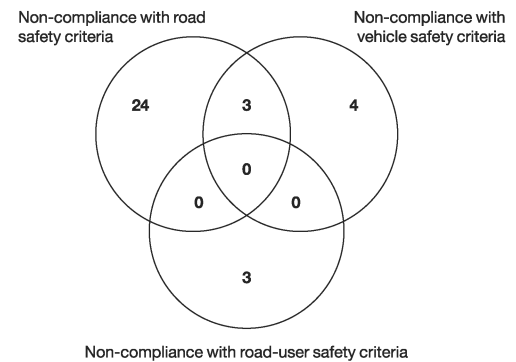 Non-compliance with road
safety criteria
Non-compliance with
vehicle safety criteria
24
3
4
0
0
0
3
Non-compliance with road-user safety criteria